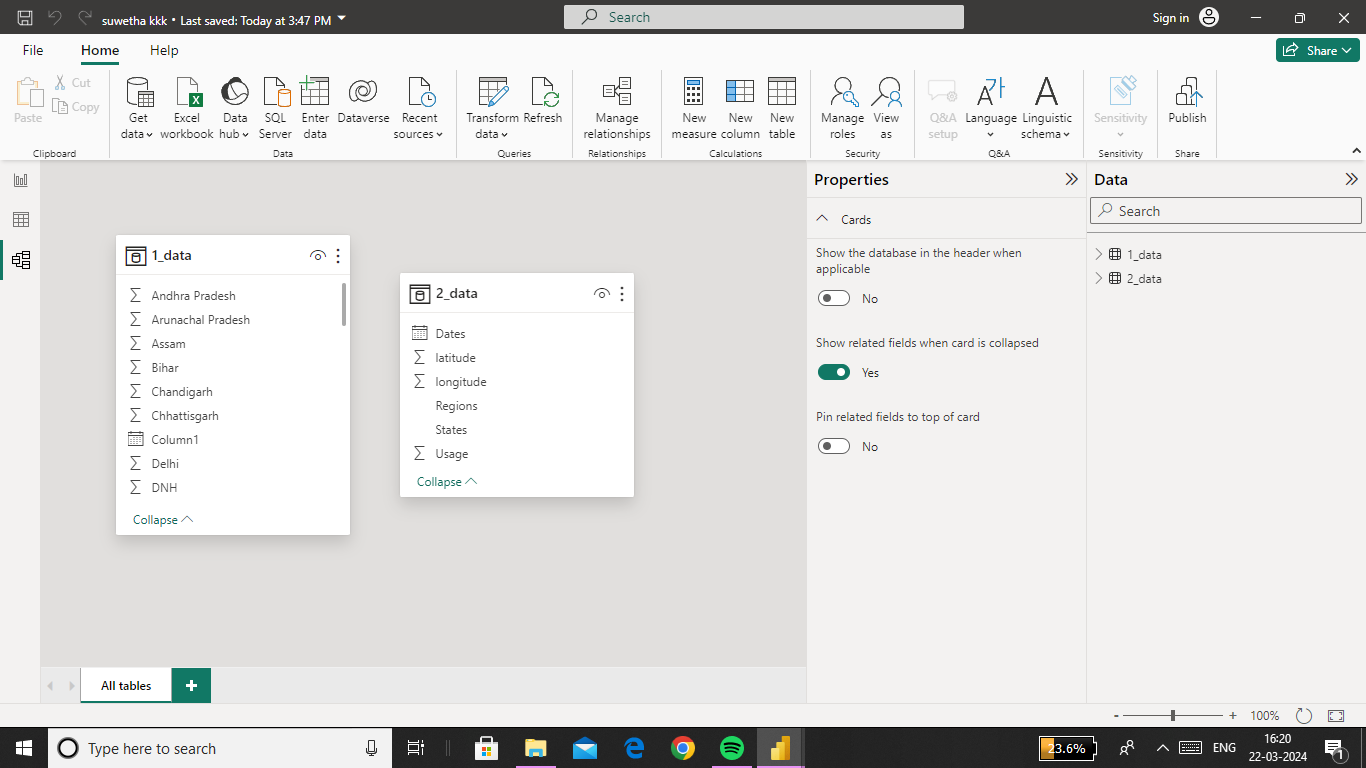 suwetha kkk • Last saved: Today at 3:47 PM
Search
Sign in
File
Home
Help
Share
Paste
Cut
Copy
Get data
Excel workbook
Data hub
SQL Server
Enter data
Dataverse
Recent sources
Transform data
Refresh
Manage relationships
New measure
New column
New table
Manage roles
View as
Q&A setup
Language
Linguistic schema
Sensitivity
Publish
Clipboard
Data
Queries
Relationships
Calculations
Security
Q&A
Sensitivity
Share
1_data
Andhra Pradesh
Arunachal Pradesh
Assam
Bihar
Chandigarh
Chhattisgarh
Column1
Delhi
DNH
Collapse
2_data
Dates
latitude
longitude
Regions
States
Usage
Collapse
Properties
Cards
Show the database in the header when
applicable
No
Show related fields when card is collapsed
Yes
Pin related fields to top of card
No
Data
Search
1_data
2_data
All tables
+
- + 100%
Type here to search
23.6%
ENG
16:20
22-03-2024
1